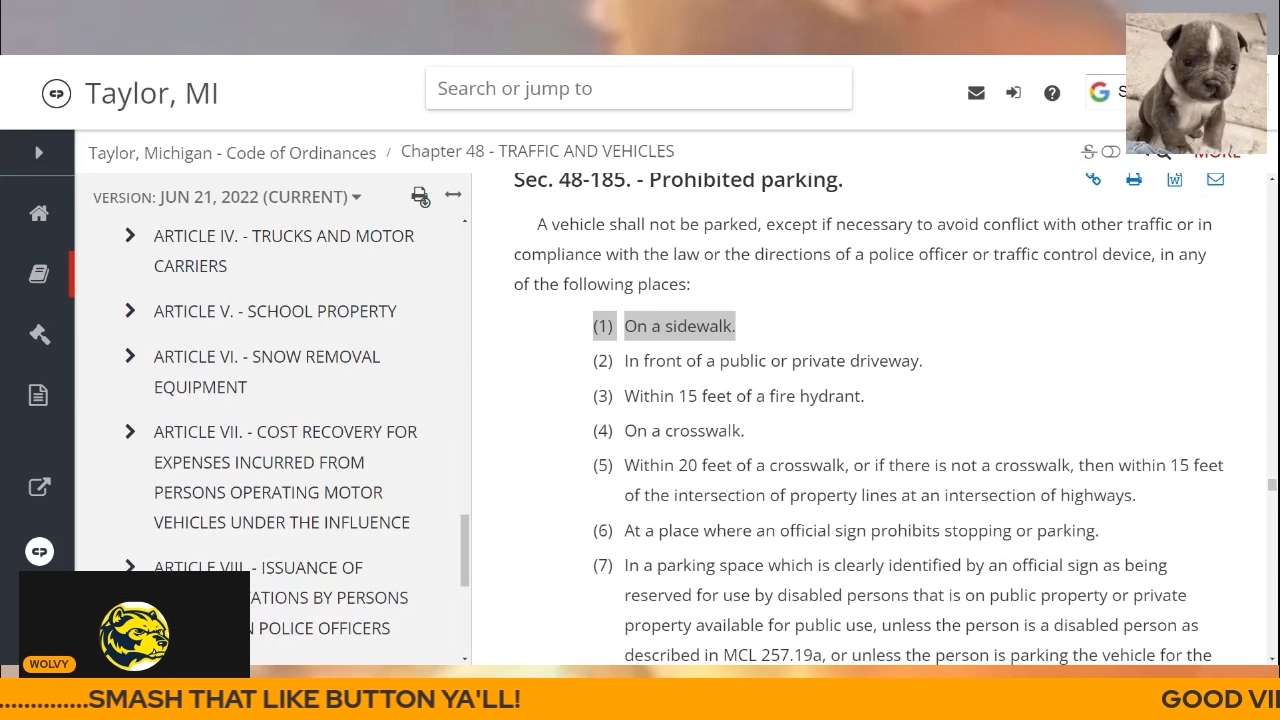 Taylor, MI
Search or jump to
Taylor, Michigan - Code of Ordinances / Chapter 48 - TRAFFIC AND VEHICLES
VERSION: JUN 21, 2022 (CURRENT)
ARTICLE IV. - TRUCKS AND MOTOR
CARRIERS
ARTICLE V. - SCHOOL PROPERTY
ARTICLE VI. - SNOW REMOVAL
EQUIPMENT
ARTICLE VII. - COST RECOVERY FOR
EXPENSES INCURRED FROM
PERSONS OPERATING MOTOR
VEHICLES UNDER THE INFLUENCE
ARTICLE VIII. - ISSUANCE OF
ATIONS BY PERSONS
POLICE OFFICERS
Sec. 48-185. - Prohibited parking.
A vehicle shall not be parked, except if necessary to avoid conflict with other traffic or in
compliance with the law or the directions of a police officer or traffic control device, in any
of the following places:
(1) On a sidewalk.
(2) In front of a public or private driveway.
(3) Within 15 feet of a fire hydrant.
(4) On a crosswalk.
(5) Within 20 feet of a crosswalk, or if there is not a crosswalk, then within 15 feet
of the intersection of property lines at an intersection of highways.
(6) At a place where an official sign prohibits stopping or parking.
(7) In a parking space which is clearly identified by an official sign as being
reserved for use by disabled persons that is on public property or private
property available for public use, unless the person is a disabled person as
described in MCL 257.19a, or unless the person is parking the vehicle for the
WOLVY
..............SMASH THAT LIKE BUTTON YA'LL!
GOOD VI